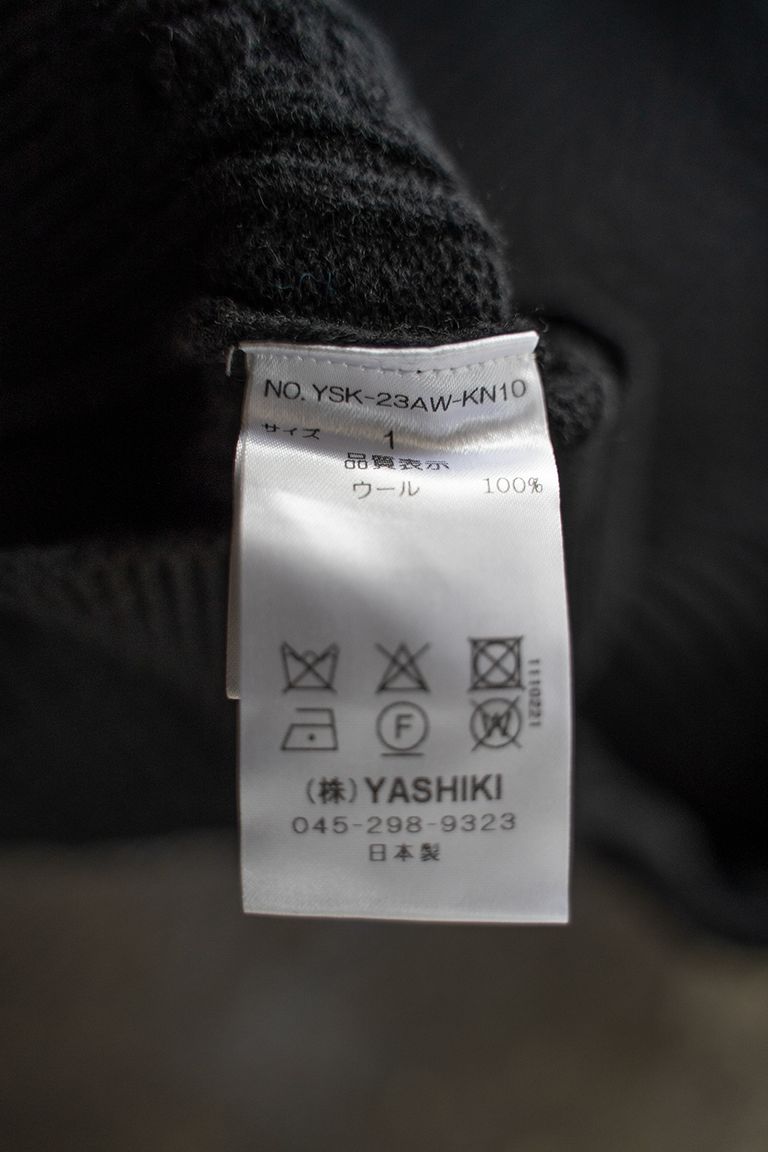 NO. YSK-23AW-KN10
サイズ 1
品質表示
ウール 100%
1110221
F
W
(株)YASHIKI
045-298-9323
日本製